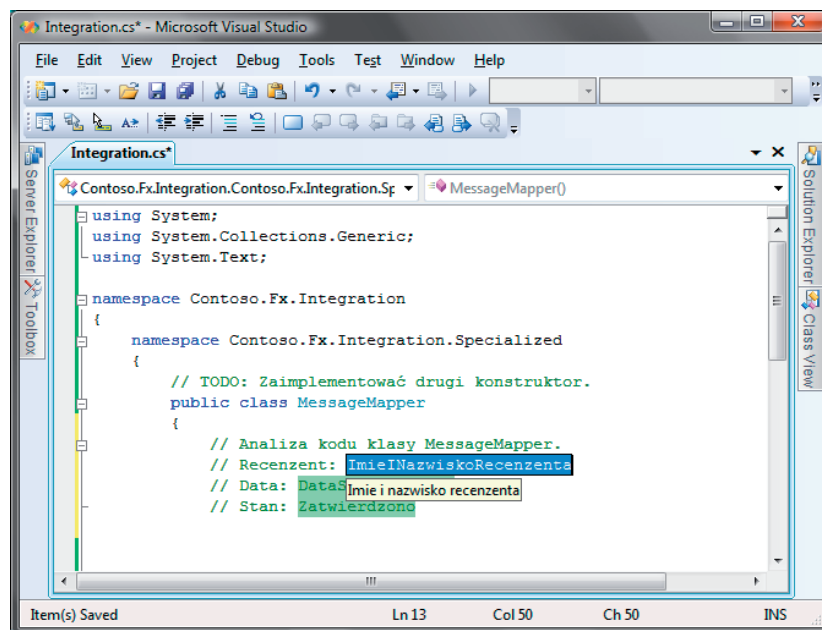 Integration.cs* - Microsoft Visual Studio
File Edit View Project Debug Tools Test Window Help
Integration.cs*
Server Explorer
Toolbox
Solution Explorer
Class View
Contoso.Fx.Integration.Contoso.Fx.Integration.Sp MessageMapper()
using System;
using System.Collections.Generic;
using System.Text;
namespace Contoso.Fx.Integration
{
namespace Contoso.Fx.Integration.Specialized
{
// TODO: Zaimplementować drugi konstruktor.
public class MessageMapper
{
// Analiza kodu klasy MessageMapper.
// Recenzent: ImieINazwiskoRecenzenta
// Data: DataS
Imie i nazwisko recenzenta
// Stan: Zatwierdzono
Item(s) Saved Ln 13 Col 50 Ch 50 INS